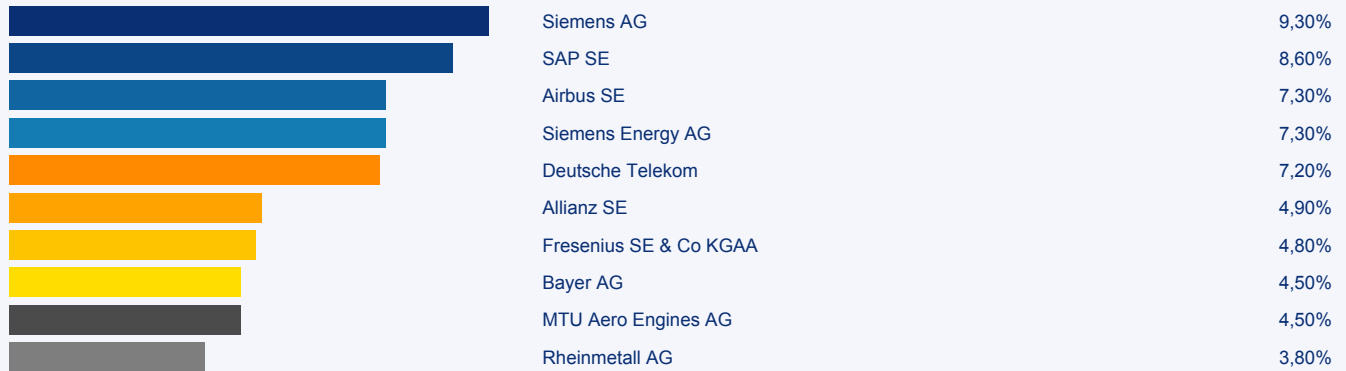 Siemens AG 9,30%
SAP SE 8,60%
Airbus SE 7,30%
Siemens Energy AG 7,30%
Deutsche Telekom 7,20%
Allianz SE 4,90%
Fresenius SE & Co KGAA 4,80%
Bayer AG 4,50%
MTU Aero Engines AG 4,50%
Rheinmetall AG 3,80%